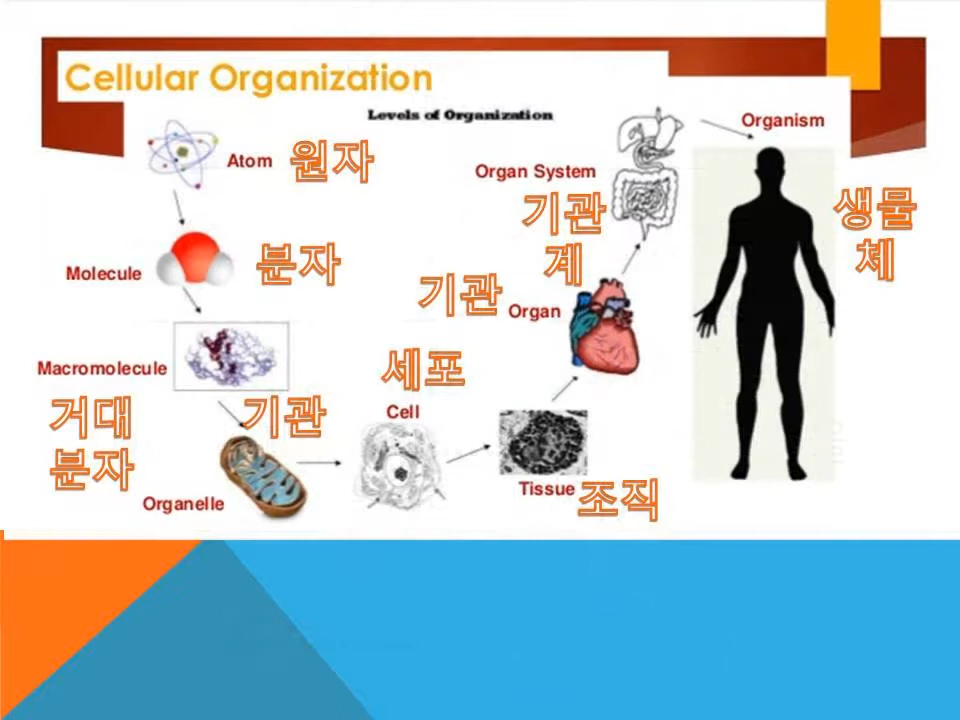 Cellular Organization
Levels of Organization
Atom
원자
Molecule
분자
Macromolecule
거대
분자
Organelle
기관
Cell
세포
Tissue
조직
Organ
기관
Organ System
기관
계
Organism
생물
체